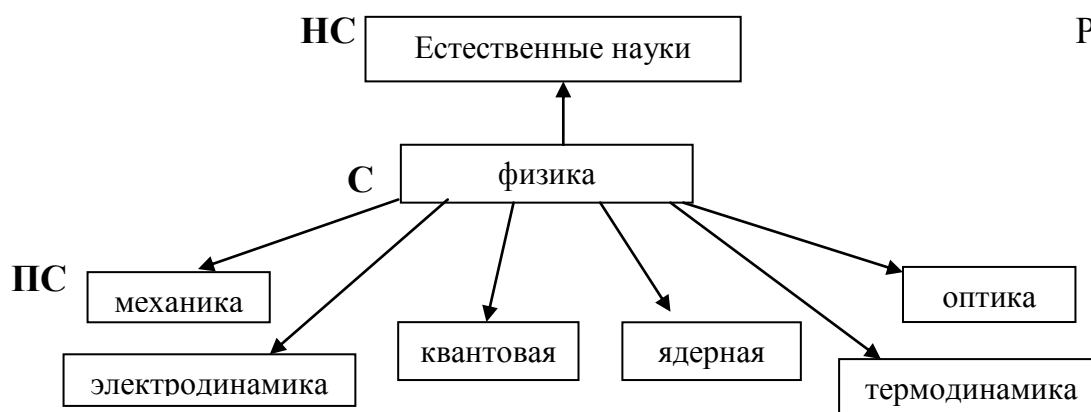 НС
Естественные науки
Р
С
физика
ПС
механика
оптика
квантовая
ядерная
электродинамика
термодинамика